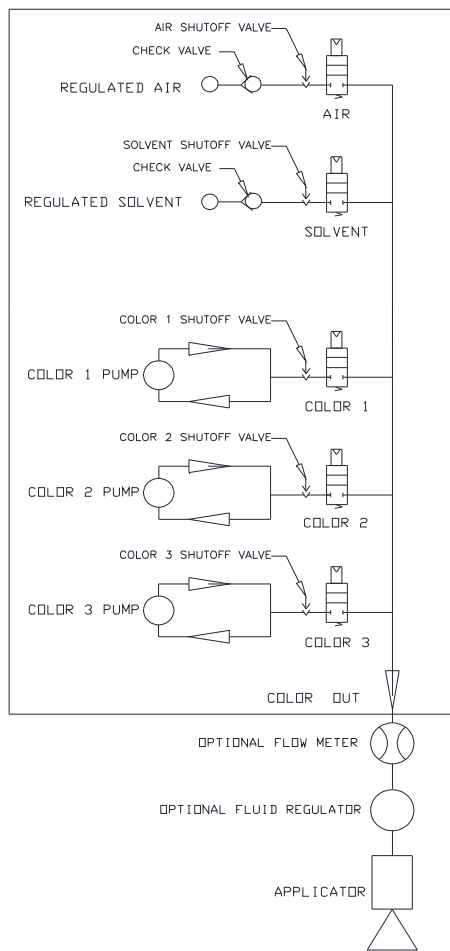 AIR SHUTOFF VALVE
CHECK VALVE
REGULATED AIR
AIR
SOLVENT SHUTOFF VALVE
CHECK VALVE
REGULATED SOLVENT
SOLVENT
COLOR 1 SHUTOFF VALVE
COLOR 1 PUMP
COLOR 1
COLOR 2 SHUTOFF VALVE
COLOR 2 PUMP
COLOR 2
COLOR 3 SHUTOFF VALVE
COLOR 3 PUMP
COLOR 3
COLOR OUT
OPTIONAL FLOW METER
OPTIONAL FLUID REGULATOR
APPLICATOR